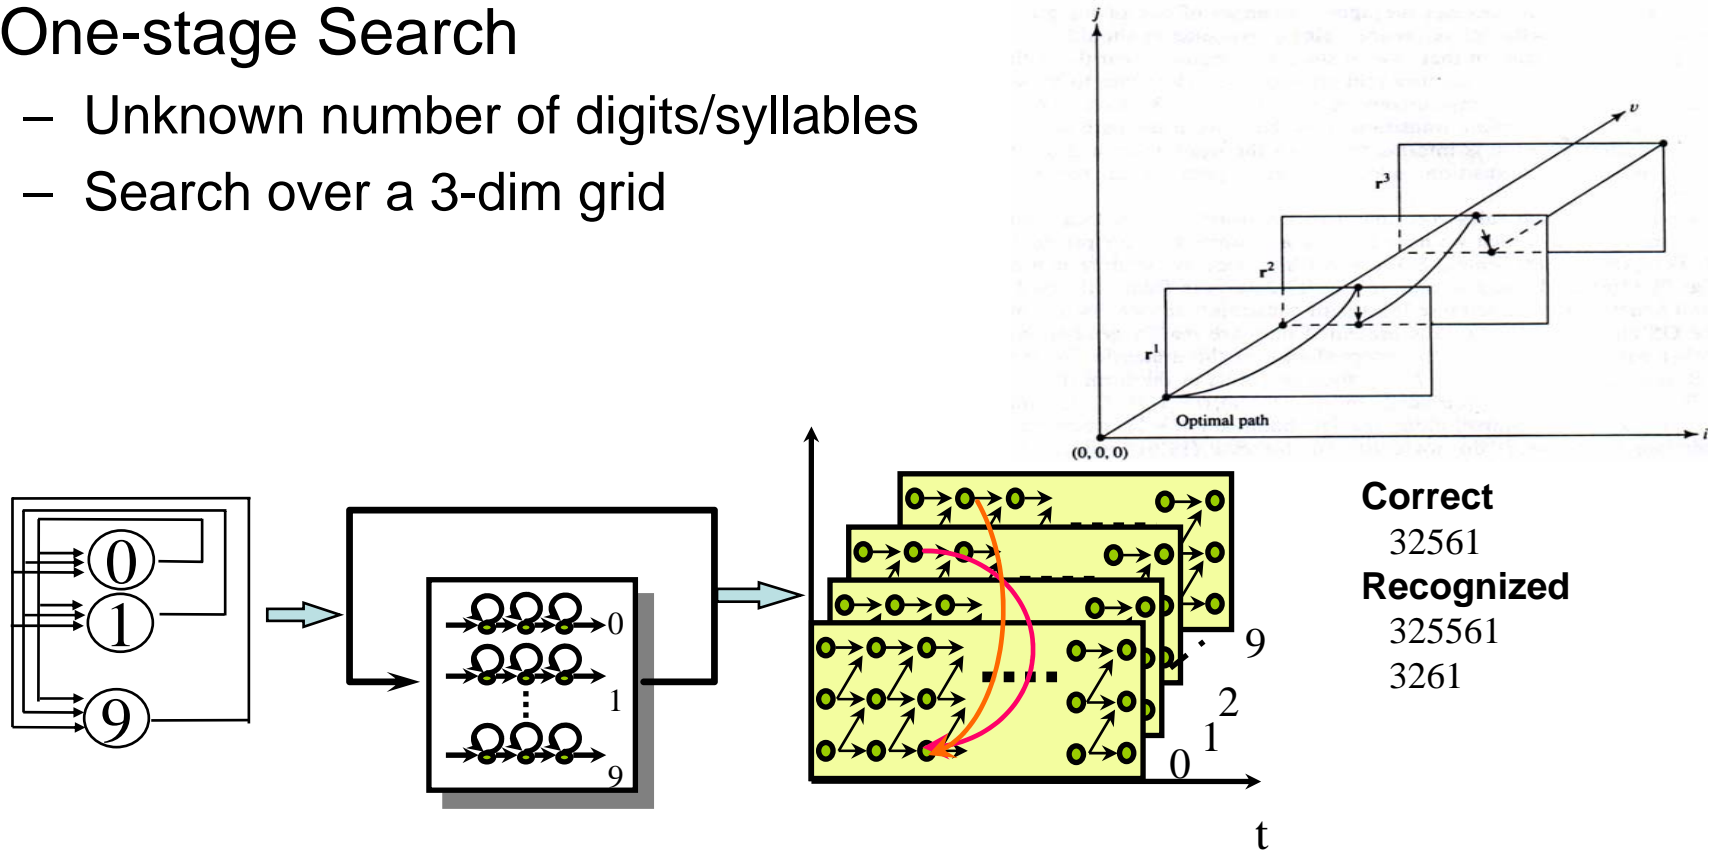 One-stage Search
– Unknown number of digits/syllables
– Search over a 3-dim grid
j
υ
r³
r²
r¹
Optimal path
(0, 0, 0)
i
0
1
9
0
1
9
9
2
1
0
t
Correct
32561
Recognized
325561
3261